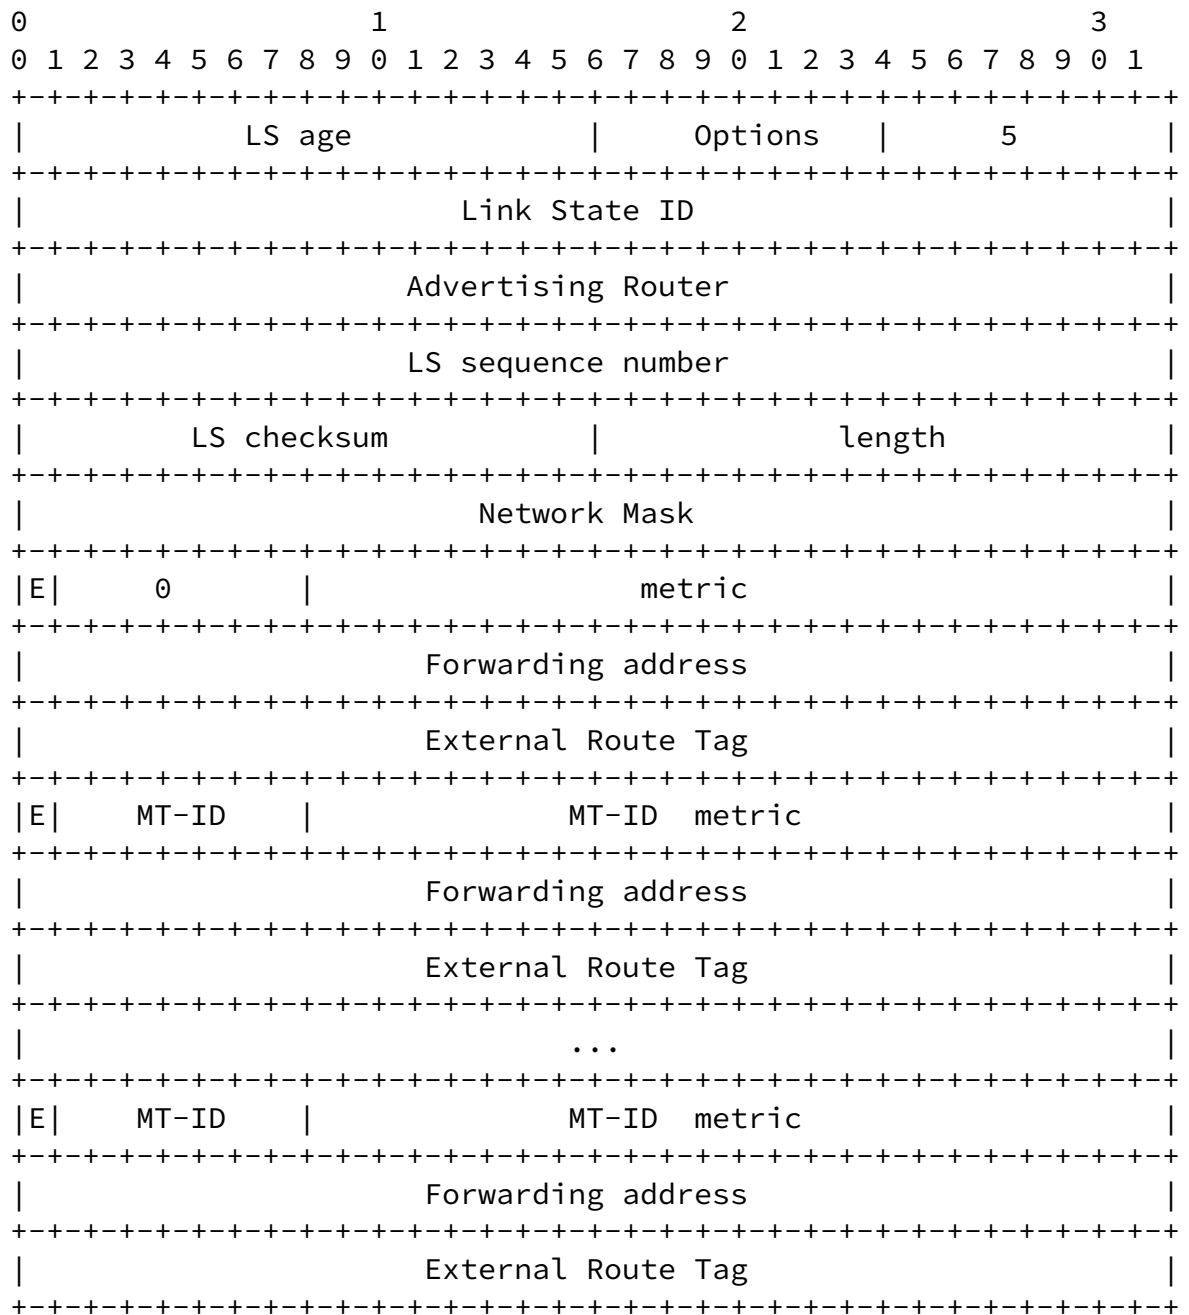 0                   1                   2                   3
0 1 2 3 4 5 6 7 8 9 0 1 2 3 4 5 6 7 8 9 0 1 2 3 4 5 6 7 8 9 0 1
+-+-+-+-+-+-+-+-+-+-+-+-+-+-+-+-+-+-+-+-+-+-+-+-+-+-+-+-+-+-+-+-+
|            LS age             |     Options   |      5        |
+-+-+-+-+-+-+-+-+-+-+-+-+-+-+-+-+-+-+-+-+-+-+-+-+-+-+-+-+-+-+-+-+
|                        Link State ID                          |
+-+-+-+-+-+-+-+-+-+-+-+-+-+-+-+-+-+-+-+-+-+-+-+-+-+-+-+-+-+-+-+-+
|                     Advertising Router                        |
+-+-+-+-+-+-+-+-+-+-+-+-+-+-+-+-+-+-+-+-+-+-+-+-+-+-+-+-+-+-+-+-+
|                     LS sequence number                        |
+-+-+-+-+-+-+-+-+-+-+-+-+-+-+-+-+-+-+-+-+-+-+-+-+-+-+-+-+-+-+-+-+
|         LS checksum           |             length            |
+-+-+-+-+-+-+-+-+-+-+-+-+-+-+-+-+-+-+-+-+-+-+-+-+-+-+-+-+-+-+-+-+
|                         Network Mask                          |
+-+-+-+-+-+-+-+-+-+-+-+-+-+-+-+-+-+-+-+-+-+-+-+-+-+-+-+-+-+-+-+-+
|E|     0       |                  metric                       |
+-+-+-+-+-+-+-+-+-+-+-+-+-+-+-+-+-+-+-+-+-+-+-+-+-+-+-+-+-+-+-+-+
|                      Forwarding address                       |
+-+-+-+-+-+-+-+-+-+-+-+-+-+-+-+-+-+-+-+-+-+-+-+-+-+-+-+-+-+-+-+-+
|                      External Route Tag                       |
+-+-+-+-+-+-+-+-+-+-+-+-+-+-+-+-+-+-+-+-+-+-+-+-+-+-+-+-+-+-+-+-+
|E|    MT-ID    |              MT-ID  metric                    |
+-+-+-+-+-+-+-+-+-+-+-+-+-+-+-+-+-+-+-+-+-+-+-+-+-+-+-+-+-+-+-+-+
|                      Forwarding address                       |
+-+-+-+-+-+-+-+-+-+-+-+-+-+-+-+-+-+-+-+-+-+-+-+-+-+-+-+-+-+-+-+-+
|                      External Route Tag                       |
+-+-+-+-+-+-+-+-+-+-+-+-+-+-+-+-+-+-+-+-+-+-+-+-+-+-+-+-+-+-+-+-+
|                              ...                              |
+-+-+-+-+-+-+-+-+-+-+-+-+-+-+-+-+-+-+-+-+-+-+-+-+-+-+-+-+-+-+-+-+
|E|    MT-ID    |              MT-ID  metric                    |
+-+-+-+-+-+-+-+-+-+-+-+-+-+-+-+-+-+-+-+-+-+-+-+-+-+-+-+-+-+-+-+-+
|                      Forwarding address                       |
+-+-+-+-+-+-+-+-+-+-+-+-+-+-+-+-+-+-+-+-+-+-+-+-+-+-+-+-+-+-+-+-+
|                      External Route Tag                       |
+-+-+-+-+-+-+-+-+-+-+-+-+-+-+-+-+-+-+-+-+-+-+-+-+-+-+-+-+-+-+-+-+